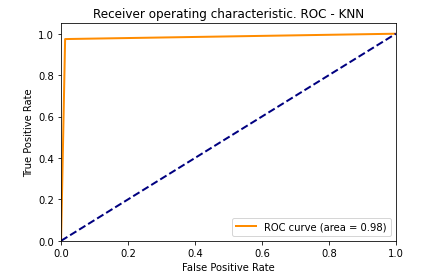 Receiver operating characteristic. ROC - KNN
1.0
0.8
0.6
0.4
0.2
0.0
True Positive Rate
ROC curve (area = 0.98)
0.0 0.2 0.4 0.6 0.8 1.0
False Positive Rate